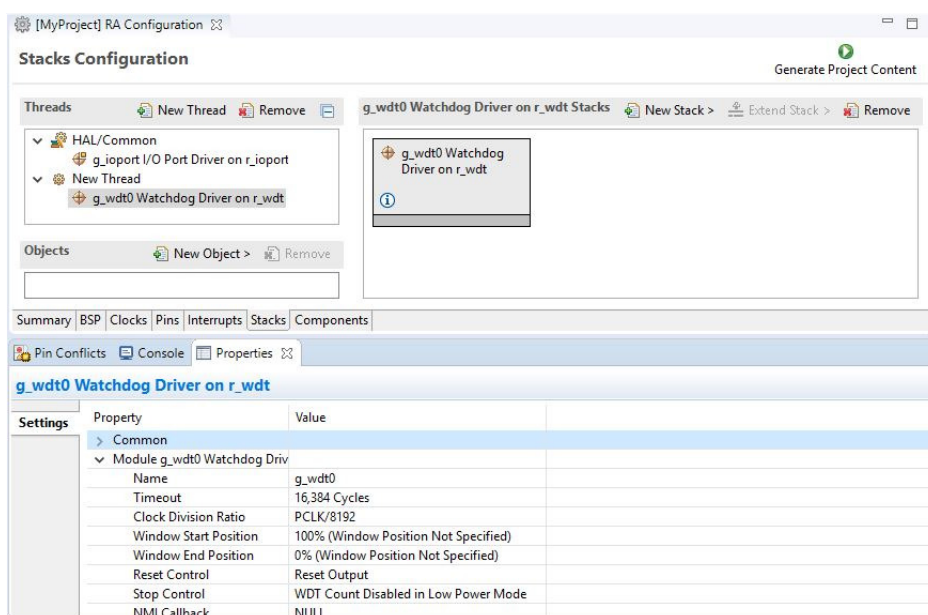 [MyProject] RA Configuration
Stacks Configuration
Generate Project Content
Threads New Thread Remove
HAL/Common
g_ioport I/O Port Driver on r_ioport
New Thread
g_wdt0 Watchdog Driver on r_wdt
g_wdt0 Watchdog Driver on r_wdt Stacks New Stack > Extend Stack > Remove
g_wdt0 Watchdog
Driver on r_wdt
Objects New Object > Remove
Summary BSP Clocks Pins Interrupts Stacks Components
Pin Conflicts Console Properties
g_wdt0 Watchdog Driver on r_wdt
Settings
Property Value
Common
Module g_wdt0 Watchdog Driv
Name g_wdt0
Timeout 16,384 Cycles
Clock Division Ratio PCLK/8192
Window Start Position 100% (Window Position Not Specified)
Window End Position 0% (Window Position Not Specified)
Reset Control Reset Output
Stop Control WDT Count Disabled in Low Power Mode
NMI Callback NULL